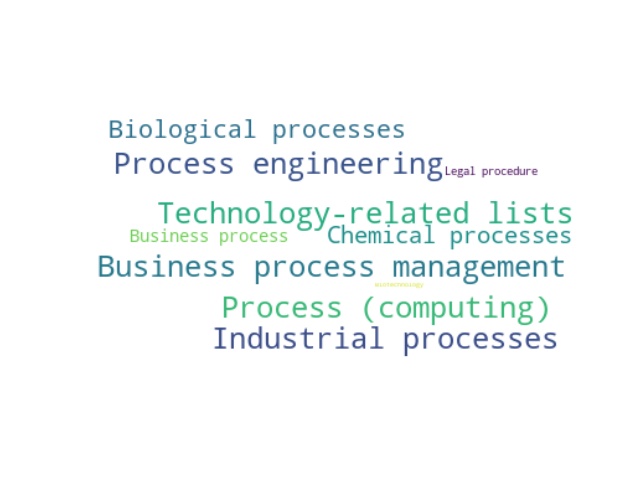 Biological processes
Process engineering
Legal procedure
Technology-related lists
Business process
Chemical processes
Business process management
Biotechnology
Process (computing)
Industrial processes